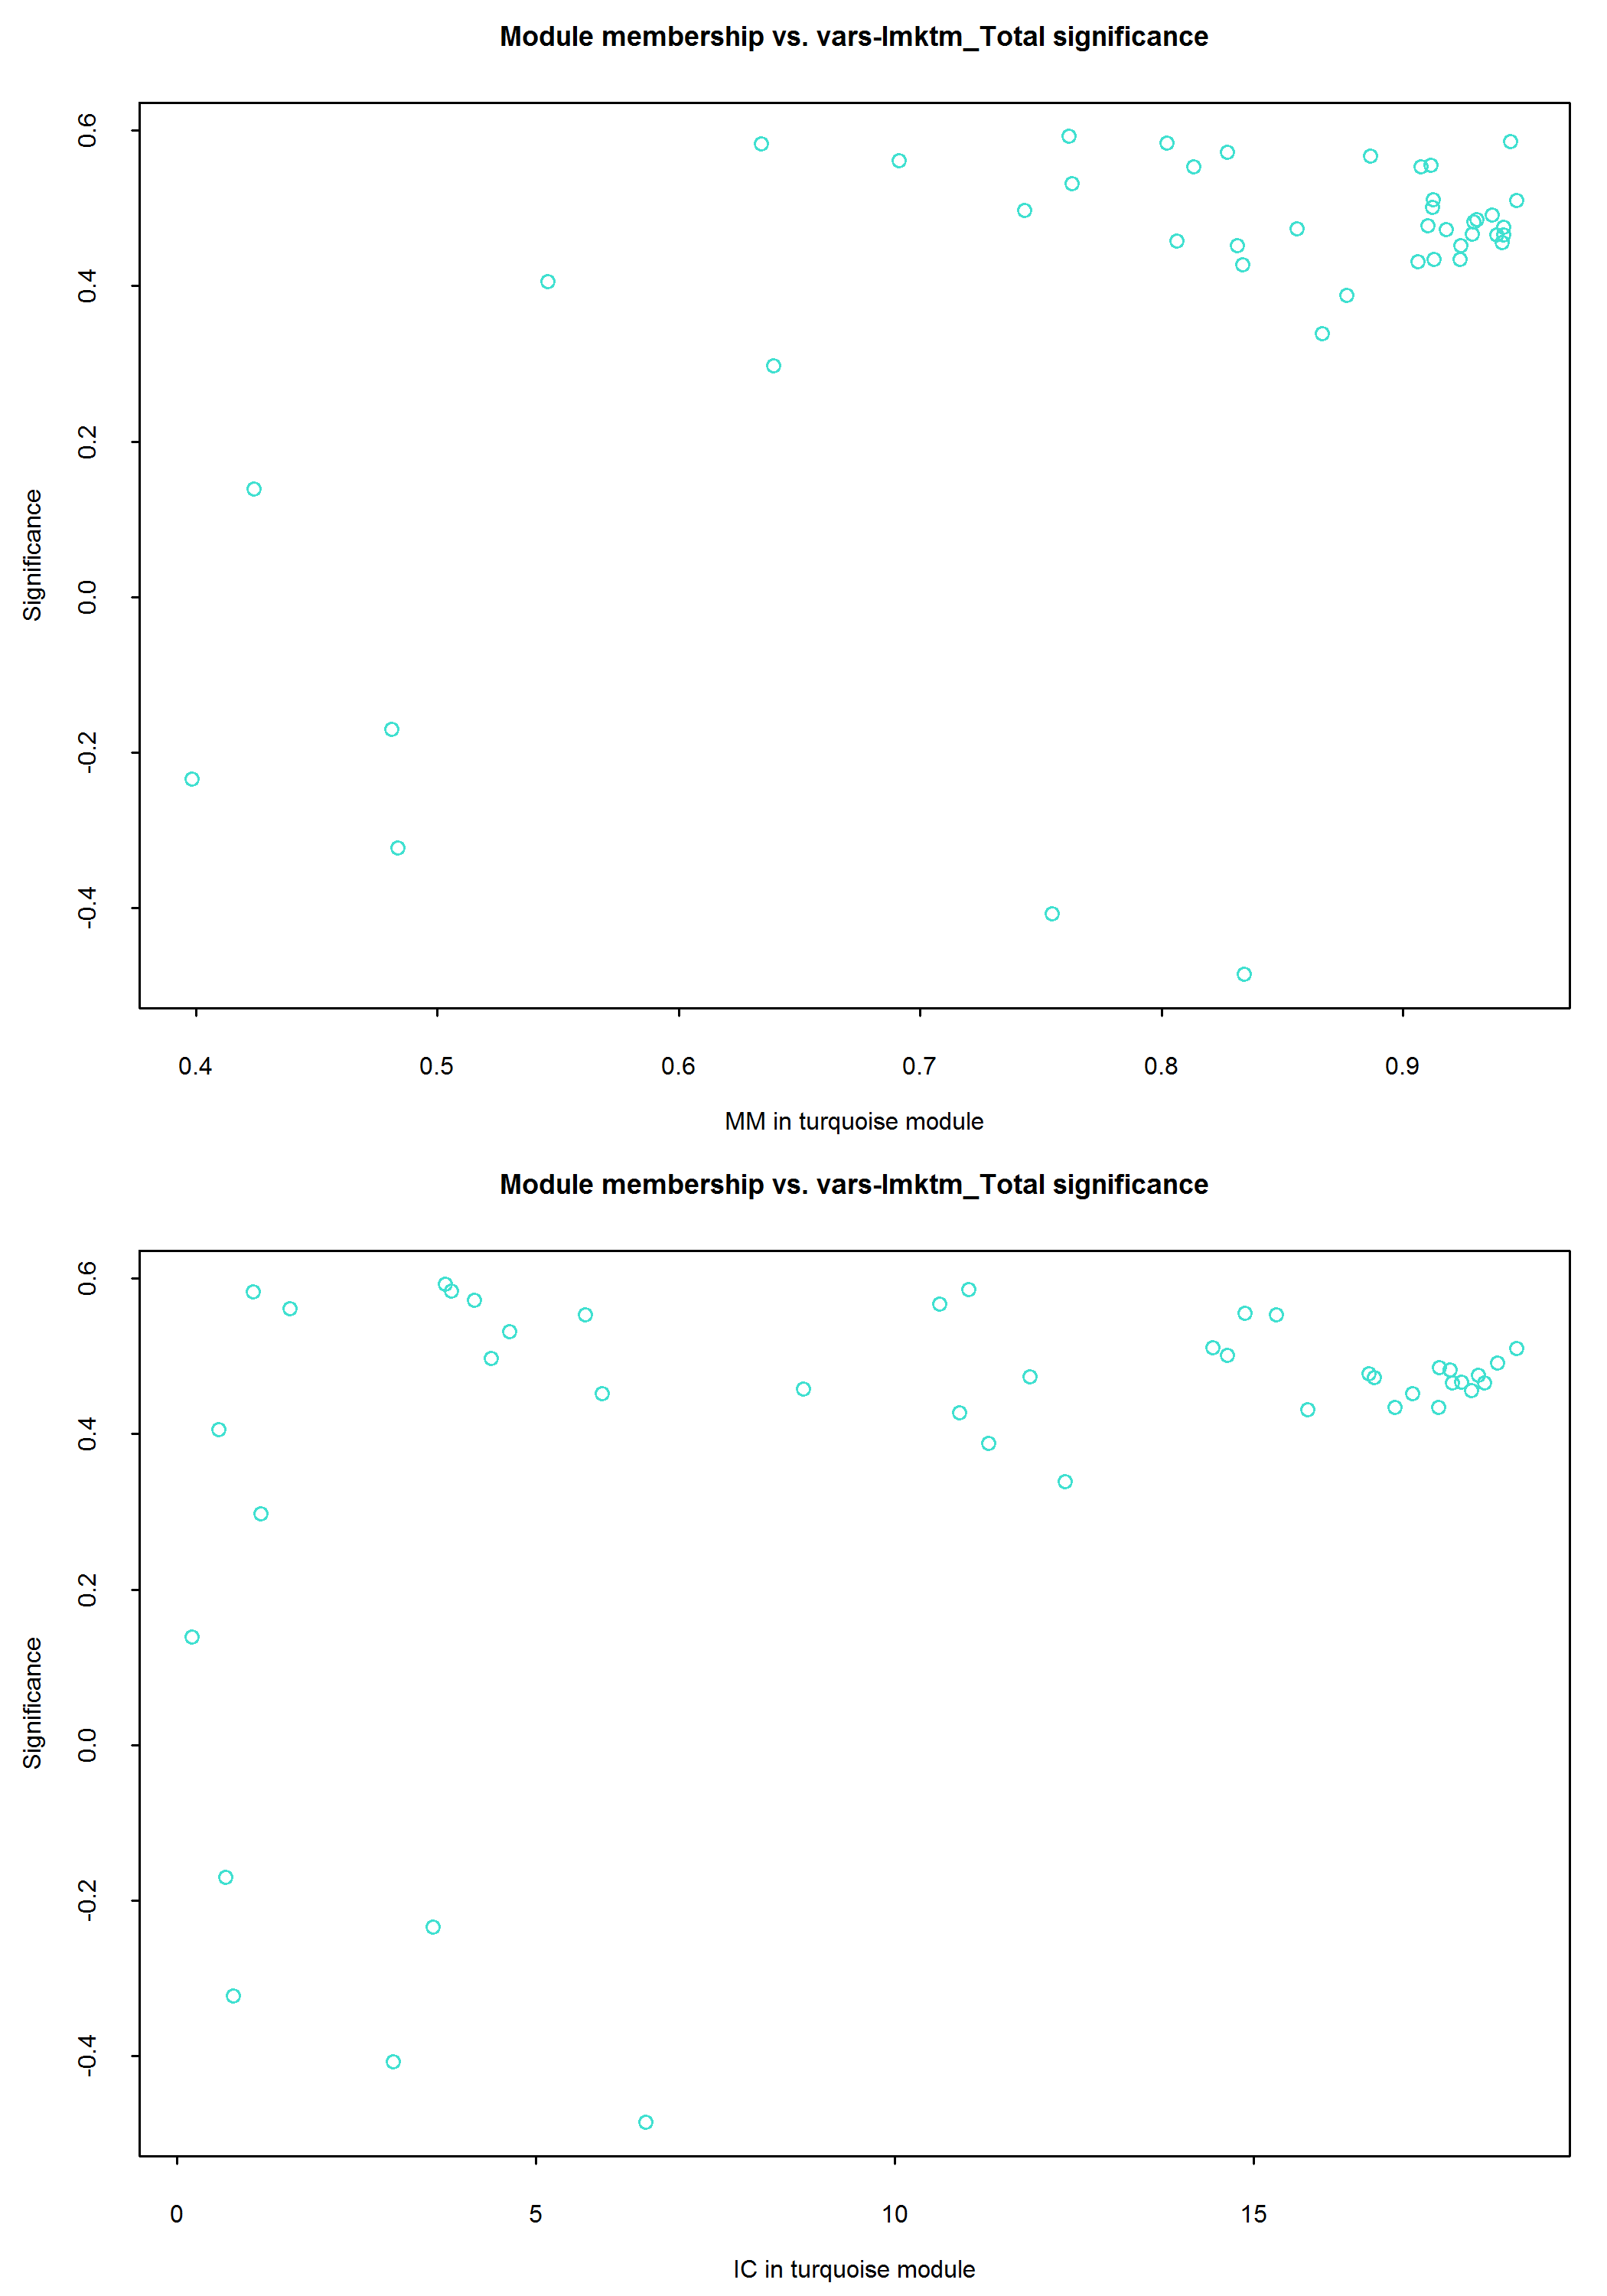 Module membership vs. vars-lmktm_Total significance
0.6
0.4
0.2
0.0
-0.2
-0.4
Significance
0.4 0.5 0.6 0.7 0.8 0.9
MM in turquoise module
Module membership vs. vars-lmktm_Total significance
0.6
0.4
0.2
0.0
-0.2
-0.4
Significance
0 5 10 15
IC in turquoise module